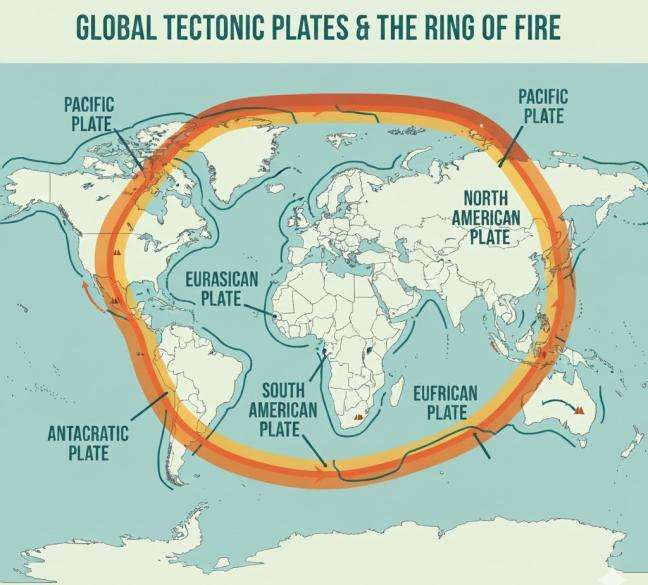 GLOBAL TECTONIC PLATES & THE RING OF FIRE
PACIFIC
PLATE
PACIFIC
PLATE
NORTH
AMERICAN
PLATE
EURASICAN
PLATE
SOUTH
AMERICAN
PLATE
EUFRICAN
PLATE
ANTACRATIC
PLATE